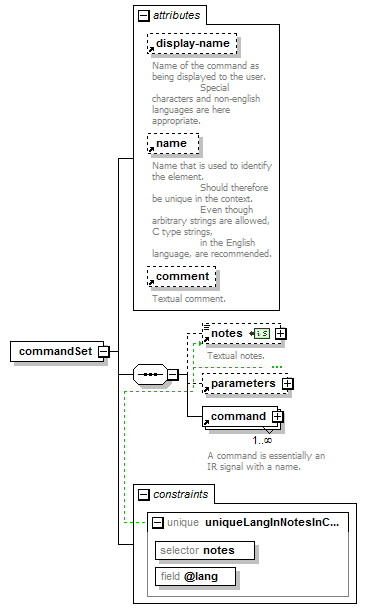 attributes
display-name
Name of the command as
being displayed to the user.
Special
characters and non-english
languages are here
appropriate.
name
Name that is used to identify
the element.
Should therefore
be unique in the context.
Even though
arbitrary strings are allowed,
C type strings,
in the English
language, are recommended.
comment
Textual comment.
commandSet
notes
Textual notes.
parameters
command
1..∞
A command is essentially an
IR signal with a name.
constraints
unique uniqueLangInNotesInC...
selector notes
field @lang